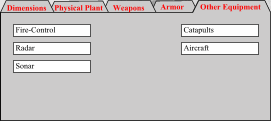 Dimensions Physical Plant Weapons Armor Other Equipment
Fire-Control Catapults
Radar Aircraft
Sonar